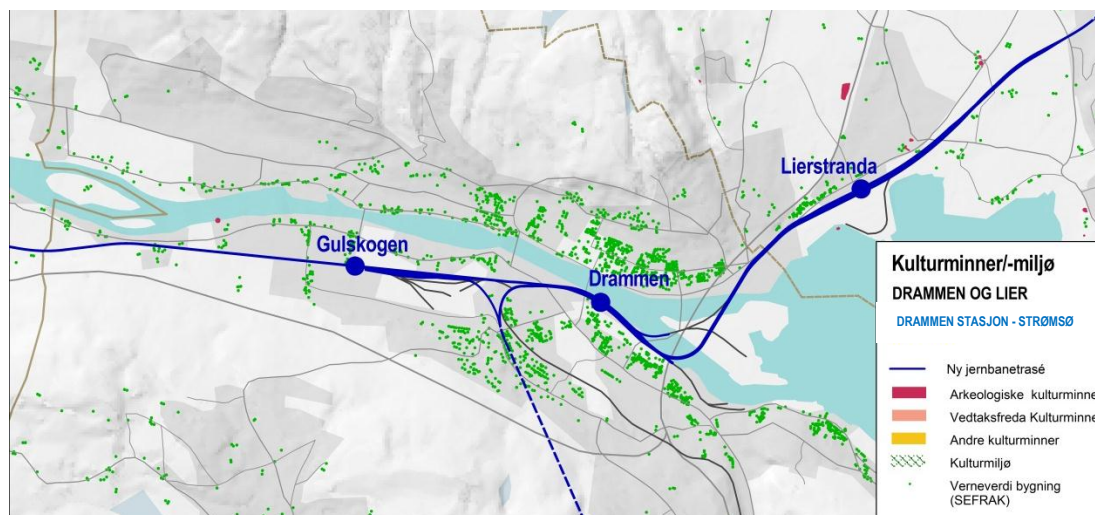 Lierstranda
Gulskogen
Drammen
Kulturminner/-miljø
DRAMMEN OG LIER
DRAMMEN STASJON - STRØMSØ
Ny jernbanetrasé
Arkeologiske kulturminne
Vedtaksfreda Kulturminne
Andre kulturminner
Kulturmiljø
Verneverdi bygning
(SEFRAK)